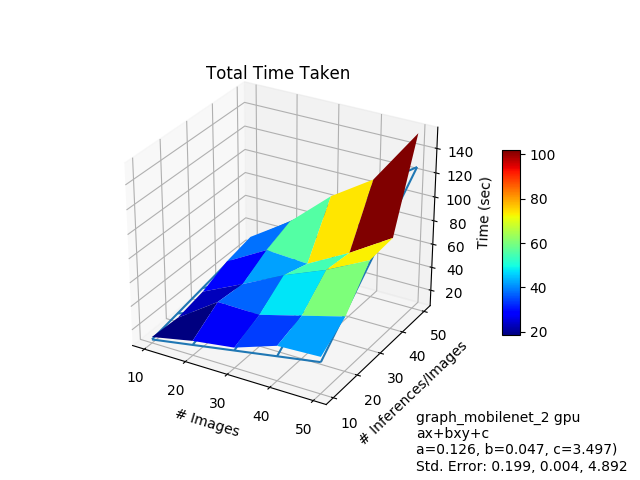 Total Time Taken
140
120
100
80
60
40
20
Time (sec)
100
80
60
40
20
10
20
30
40
50
# Images
10
20
30
40
50
# Inferences/Images
graph_mobilenet_2 gpu
ax+bxy+c
a=0.126, b=0.047, c=3.497)
Std. Error: 0.199, 0.004, 4.892